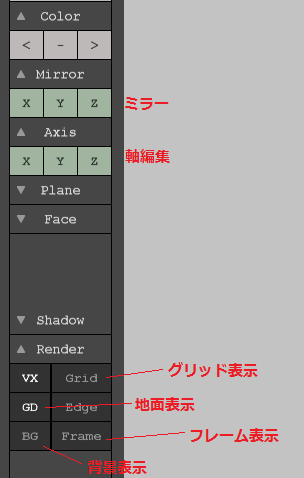 ▲ Color
< - >
▲ Mirror
X Y Z ミラー
▲ Axis
X Y Z 軸編集
▼ Plane
▼ Face
▼ Shadow
▲ Render
VX Grid グリッド表示
GD Edge 地面表示
BG Frame フレーム表示
背景表示